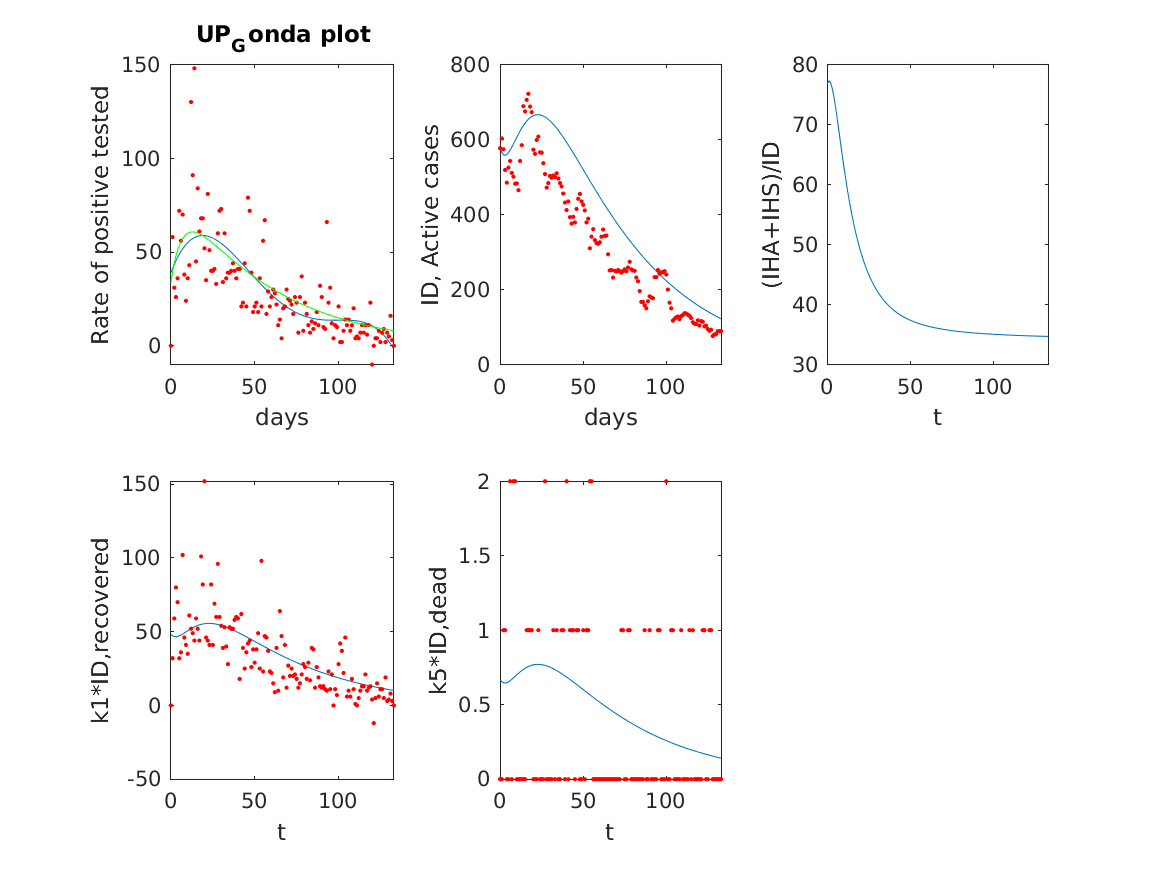 UP_Gonda plot
150
100
50
0
Rate of positive tested
0 50 100
days
800
600
400
200
0
ID, Active cases
0 50 100
days
80
70
60
50
40
30
(IHA+IHS)/ID
0 50 100
t
150
100
50
0
-50
k1*ID,recovered
0 50 100
t
2
1.5
1
0.5
0
k5*ID,dead
0 50 100
t